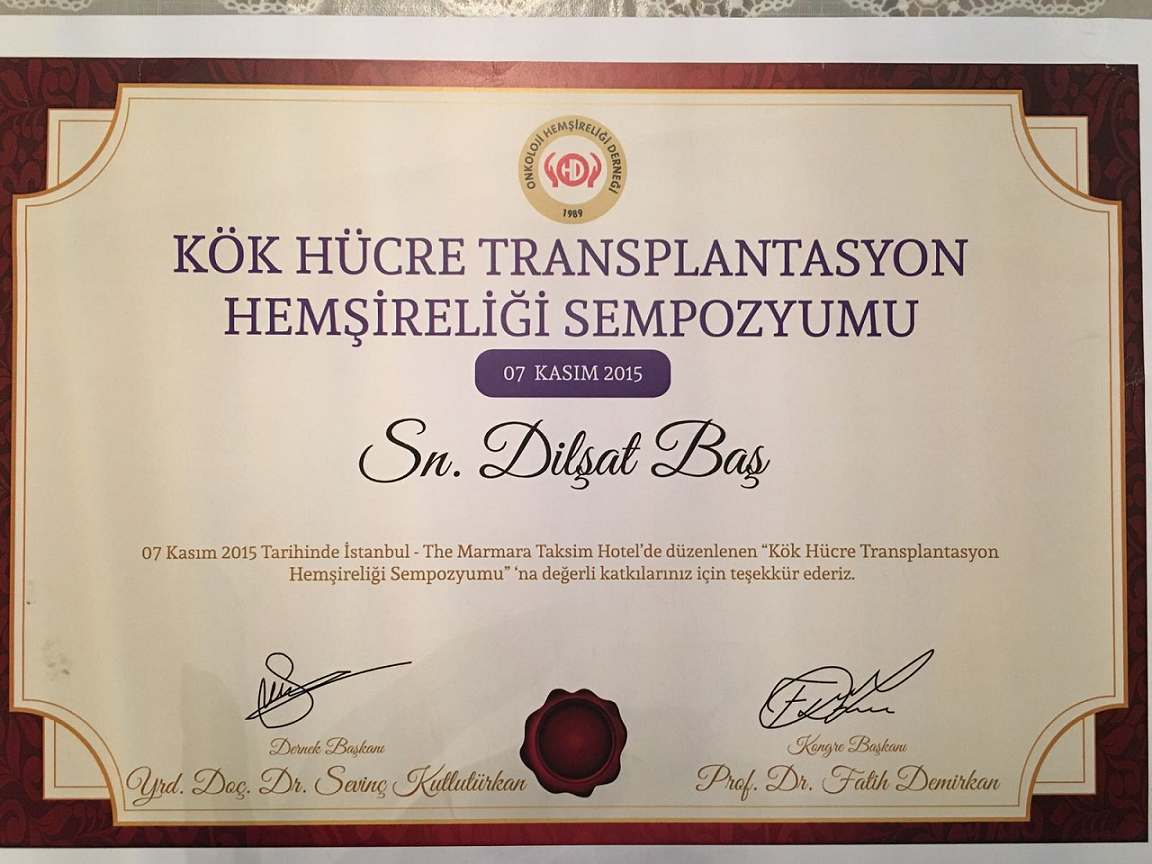 ONKOLOJİ HEMŞİRELİĞİ DERNEĞİ
HD
1989
KÖK HÜCRE TRANSPLANTASYON
HEMŞİRELİĞİ SEMPOZYUMU
07 KASIM 2015
Sn. Dilşat Baş
07 Kasım 2015 Tarihinde İstanbul - The Marmara Taksim Hotel'de düzenlenen “Kök Hücre Transplantasyon
Hemşireliği Sempozyumu” ‘na değerli katkılarınız için teşekkür ederiz.
Dernek Başkanı
Yrd. Doç. Dr. Sevinç Kutlutürkan
Kongre Başkanı
Prof. Dr. Fatih Demirkan